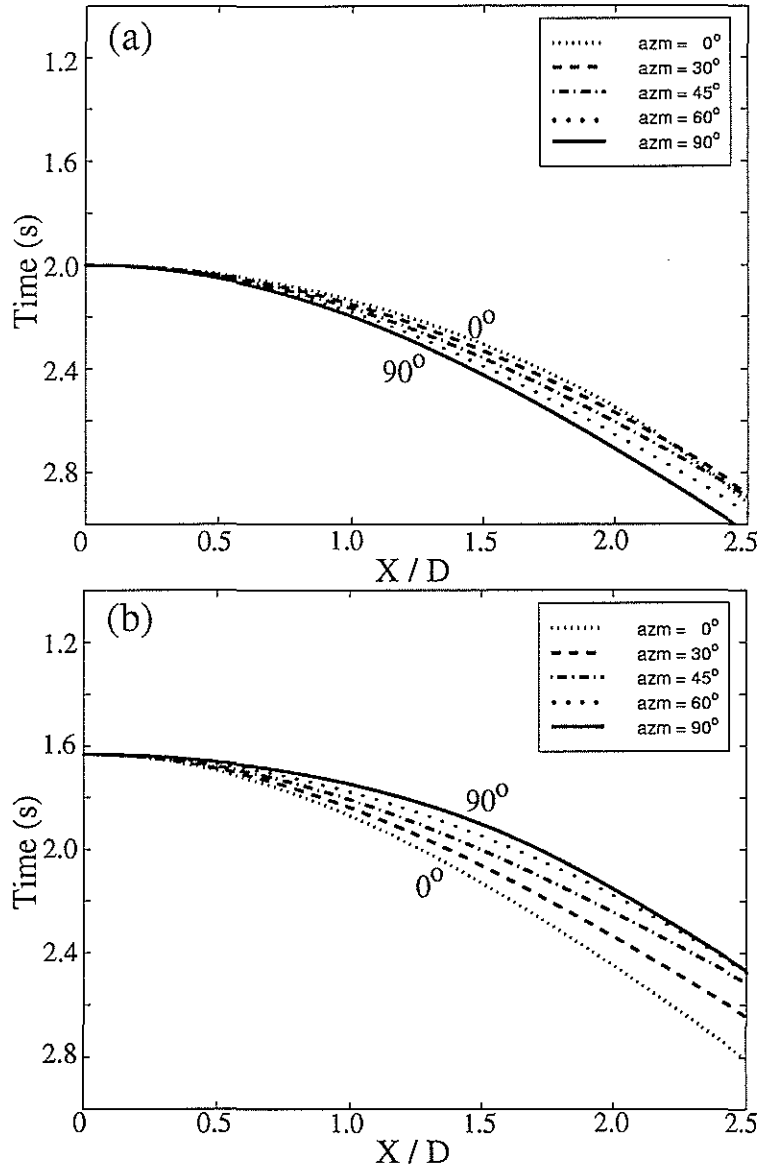 (a)
azm = 0°
azm = 30°
azm = 45°
azm = 60°
azm = 90°
1.2
1.6
2.0
2.4
2.8
Time (s)
0°
90°
0
0.5
1.0
1.5
2.0
2.5
X / D
(b)
azm = 0°
azm = 30°
azm = 45°
azm = 60°
azm = 90°
1.2
1.6
2.0
2.4
2.8
Time (s)
90°
0°
0
0.5
1.0
1.5
2.0
2.5
X / D